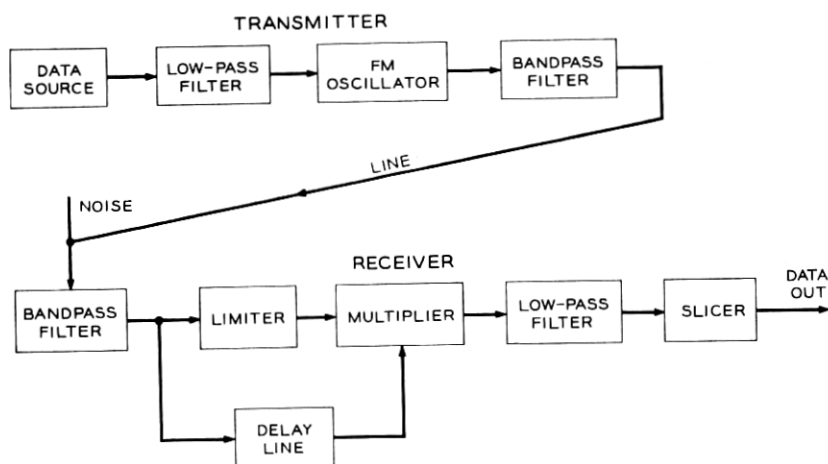 TRANSMITTER
DATA
SOURCE
LOW-PASS
FILTER
FM
OSCILLATOR
BANDPASS
FILTER
LINE
NOISE
RECEIVER
BANDPASS
FILTER
LIMITER
MULTIPLIER
LOW-PASS
FILTER
SLICER
DATA
OUT
DELAY
LINE